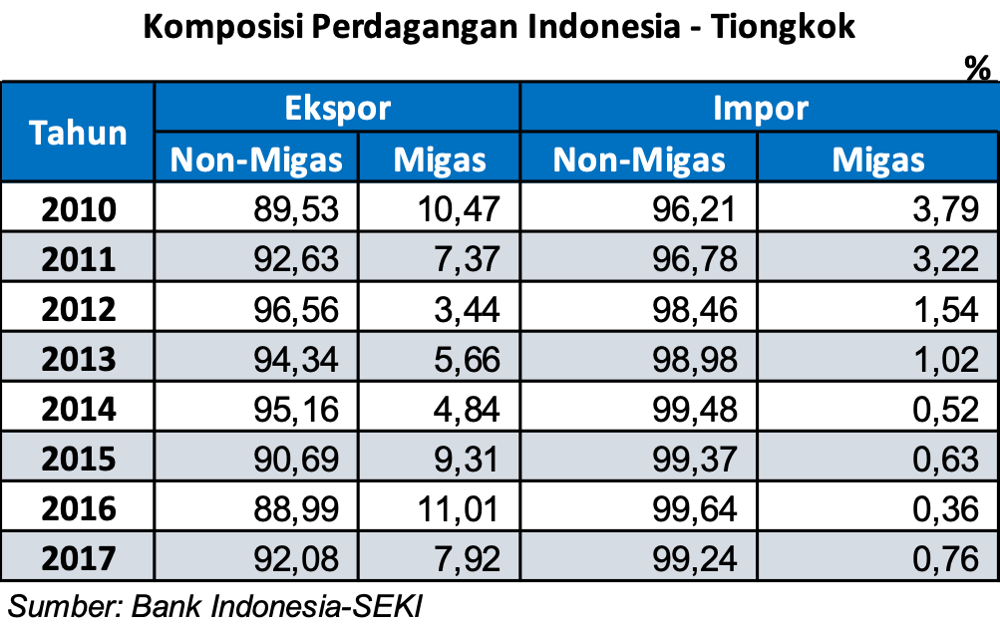 Komposisi Perdagangan Indonesia - Tiongkok
%
Tahun Ekspor Impor
Non-Migas Migas Non-Migas Migas
2010 89,53 10,47 96,21 3,79
2011 92,63 7,37 96,78 3,22
2012 96,56 3,44 98,46 1,54
2013 94,34 5,66 98,98 1,02
2014 95,16 4,84 99,48 0,52
2015 90,69 9,31 99,37 0,63
2016 88,99 11,01 99,64 0,36
2017 92,08 7,92 99,24 0,76
Sumber: Bank Indonesia-SEKI